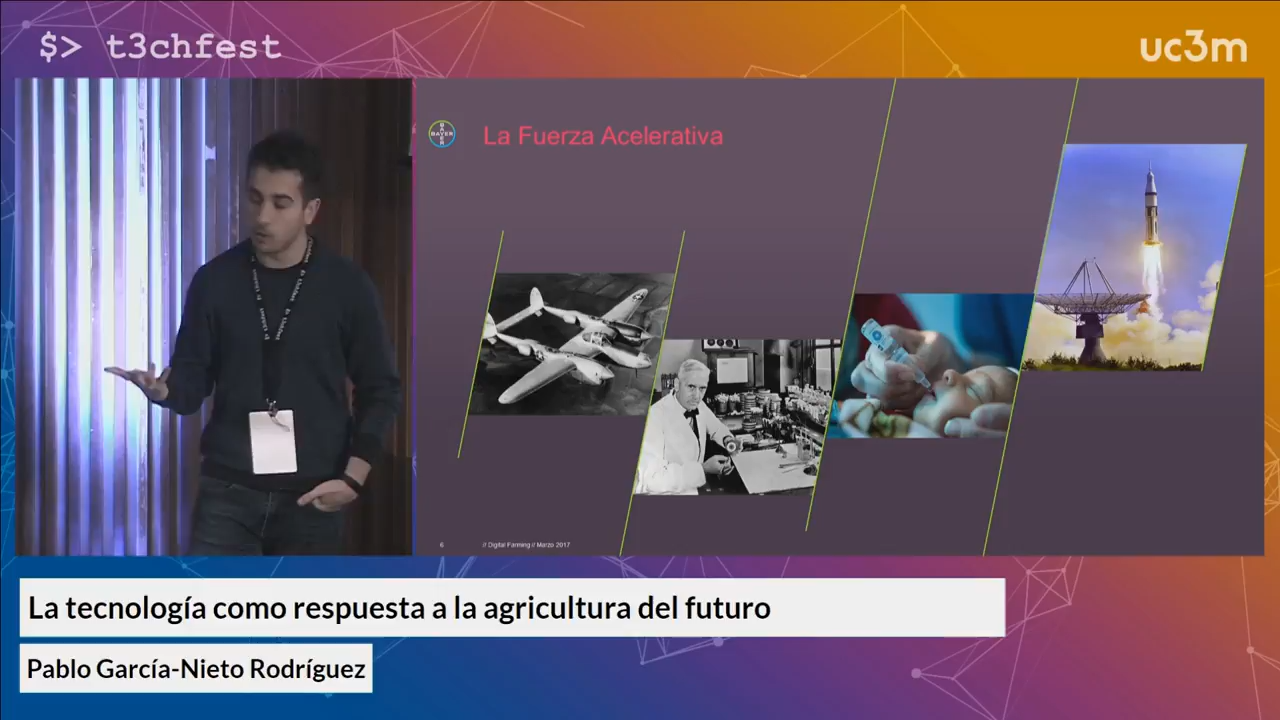 $> t3chfest
uc3m
BAYER
La Fuerza Acelerativa
6 // Digital Farming // Marzo 2017
La tecnología como respuesta a la agricultura del futuro
Pablo García-Nieto Rodríguez